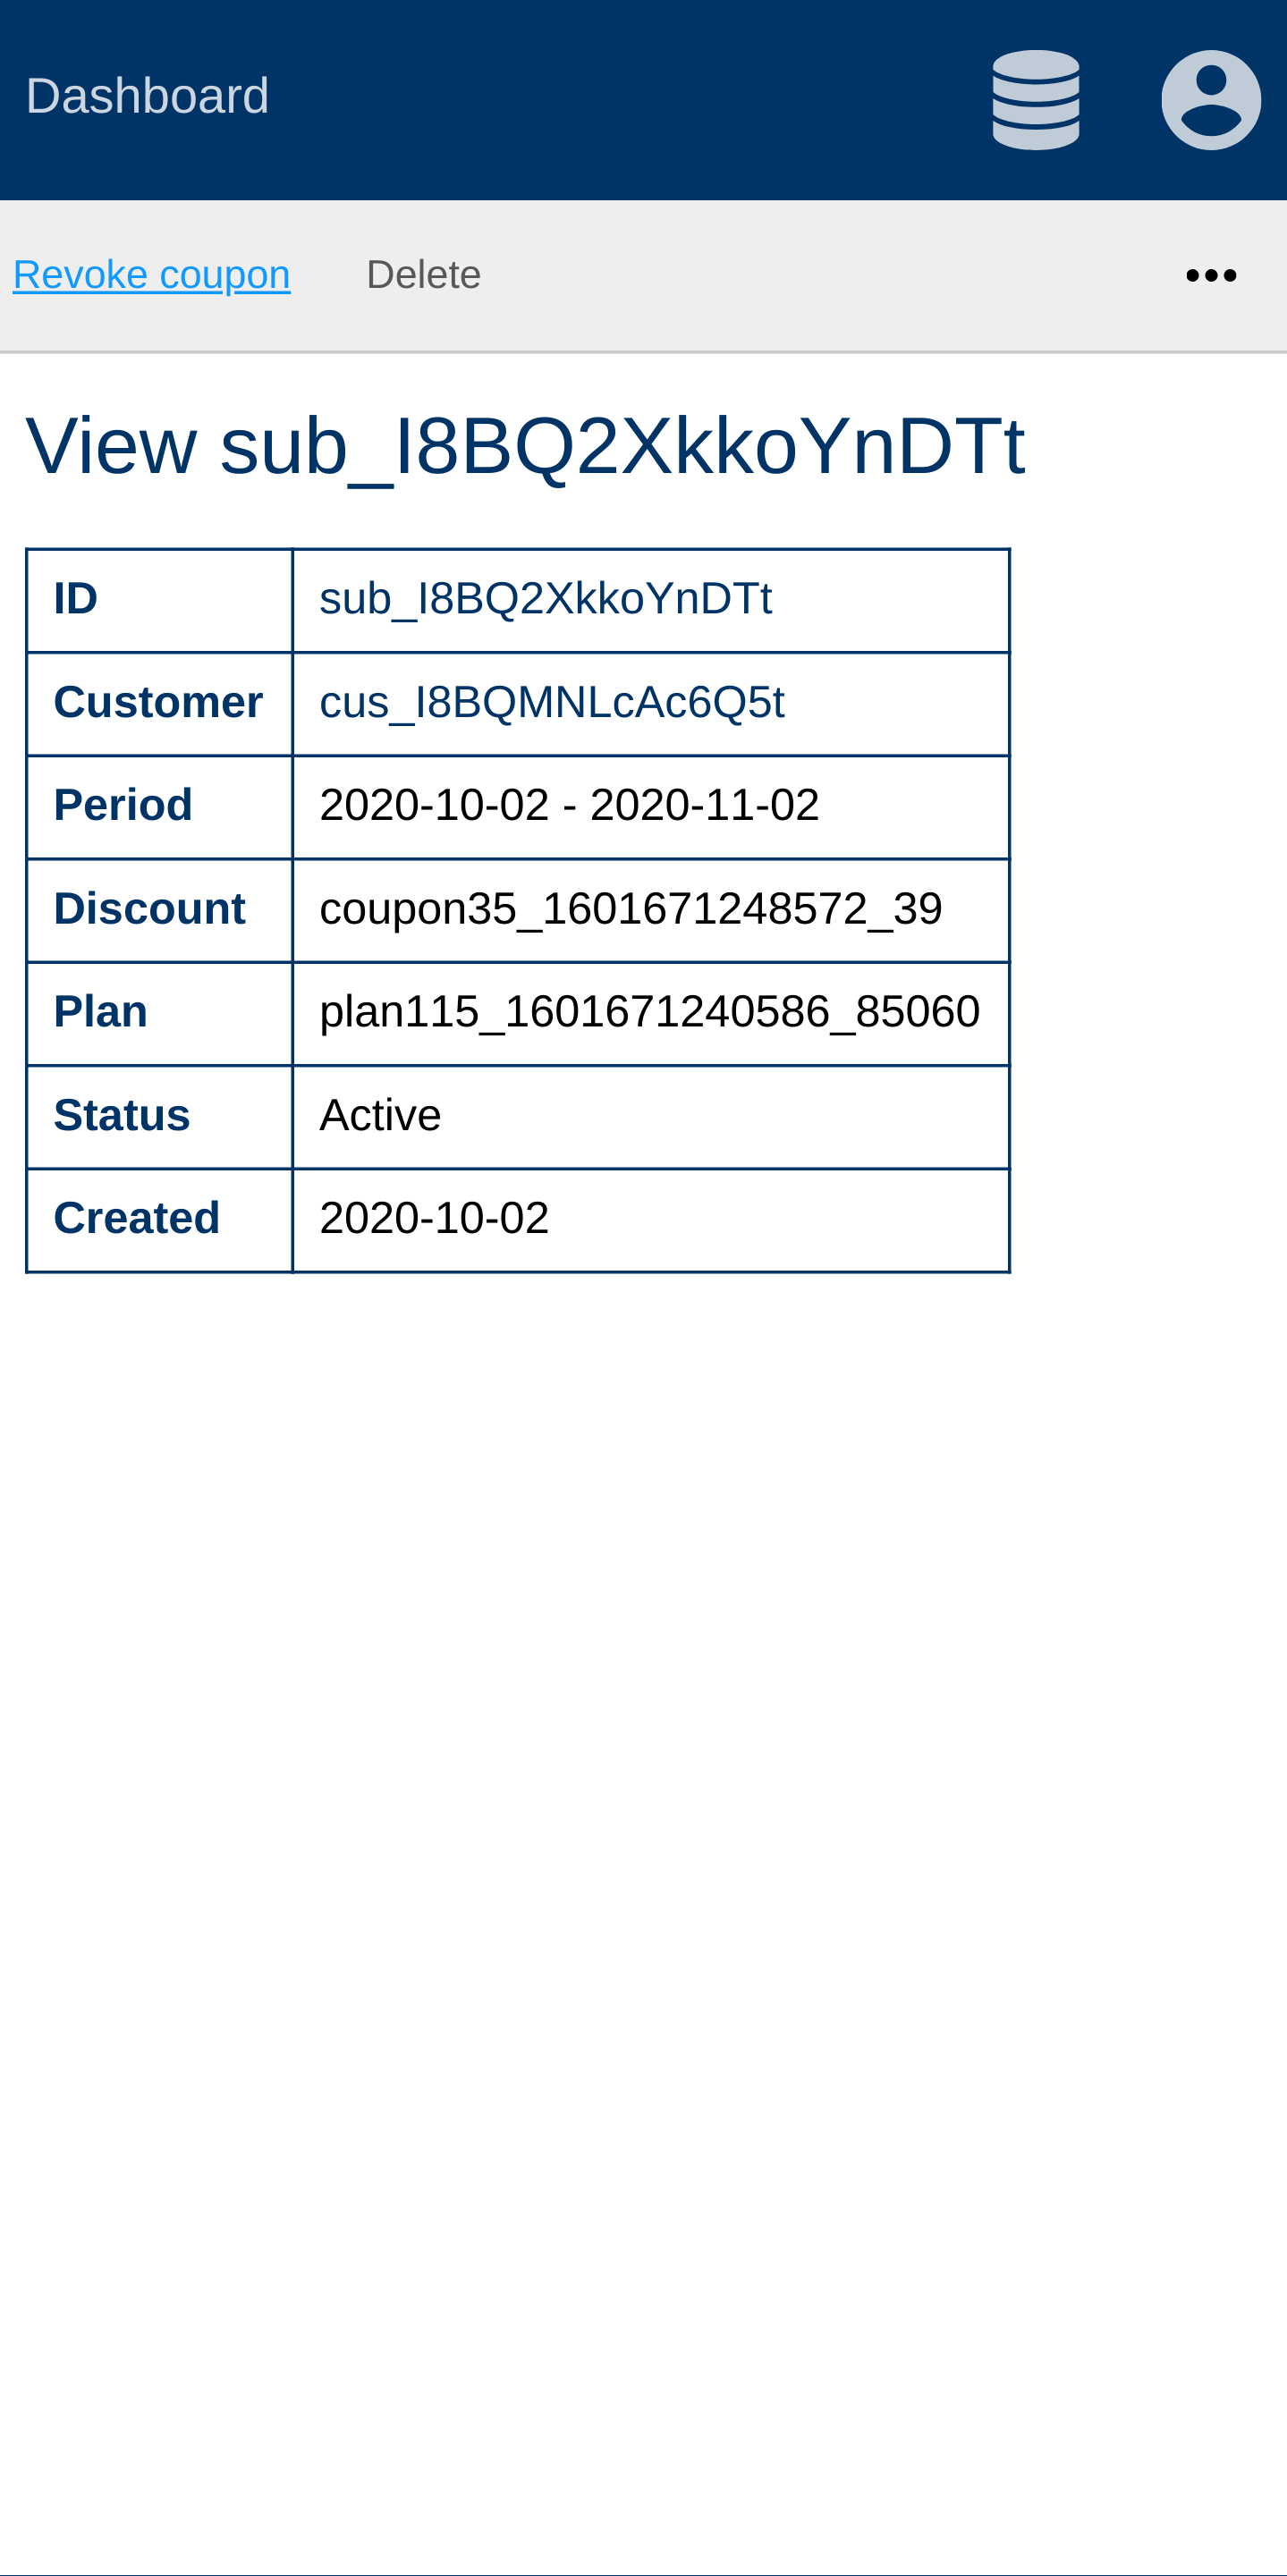 Dashboard
Revoke coupon Delete
View sub_I8BQ2XkkoYnDTt
ID sub_I8BQ2XkkoYnDTt
Customer cus_I8BQMNLcAc6Q5t
Period 2020-10-02 - 2020-11-02
Discount coupon35_1601671248572_39
Plan plan115_1601671240586_85060
Status Active
Created 2020-10-02